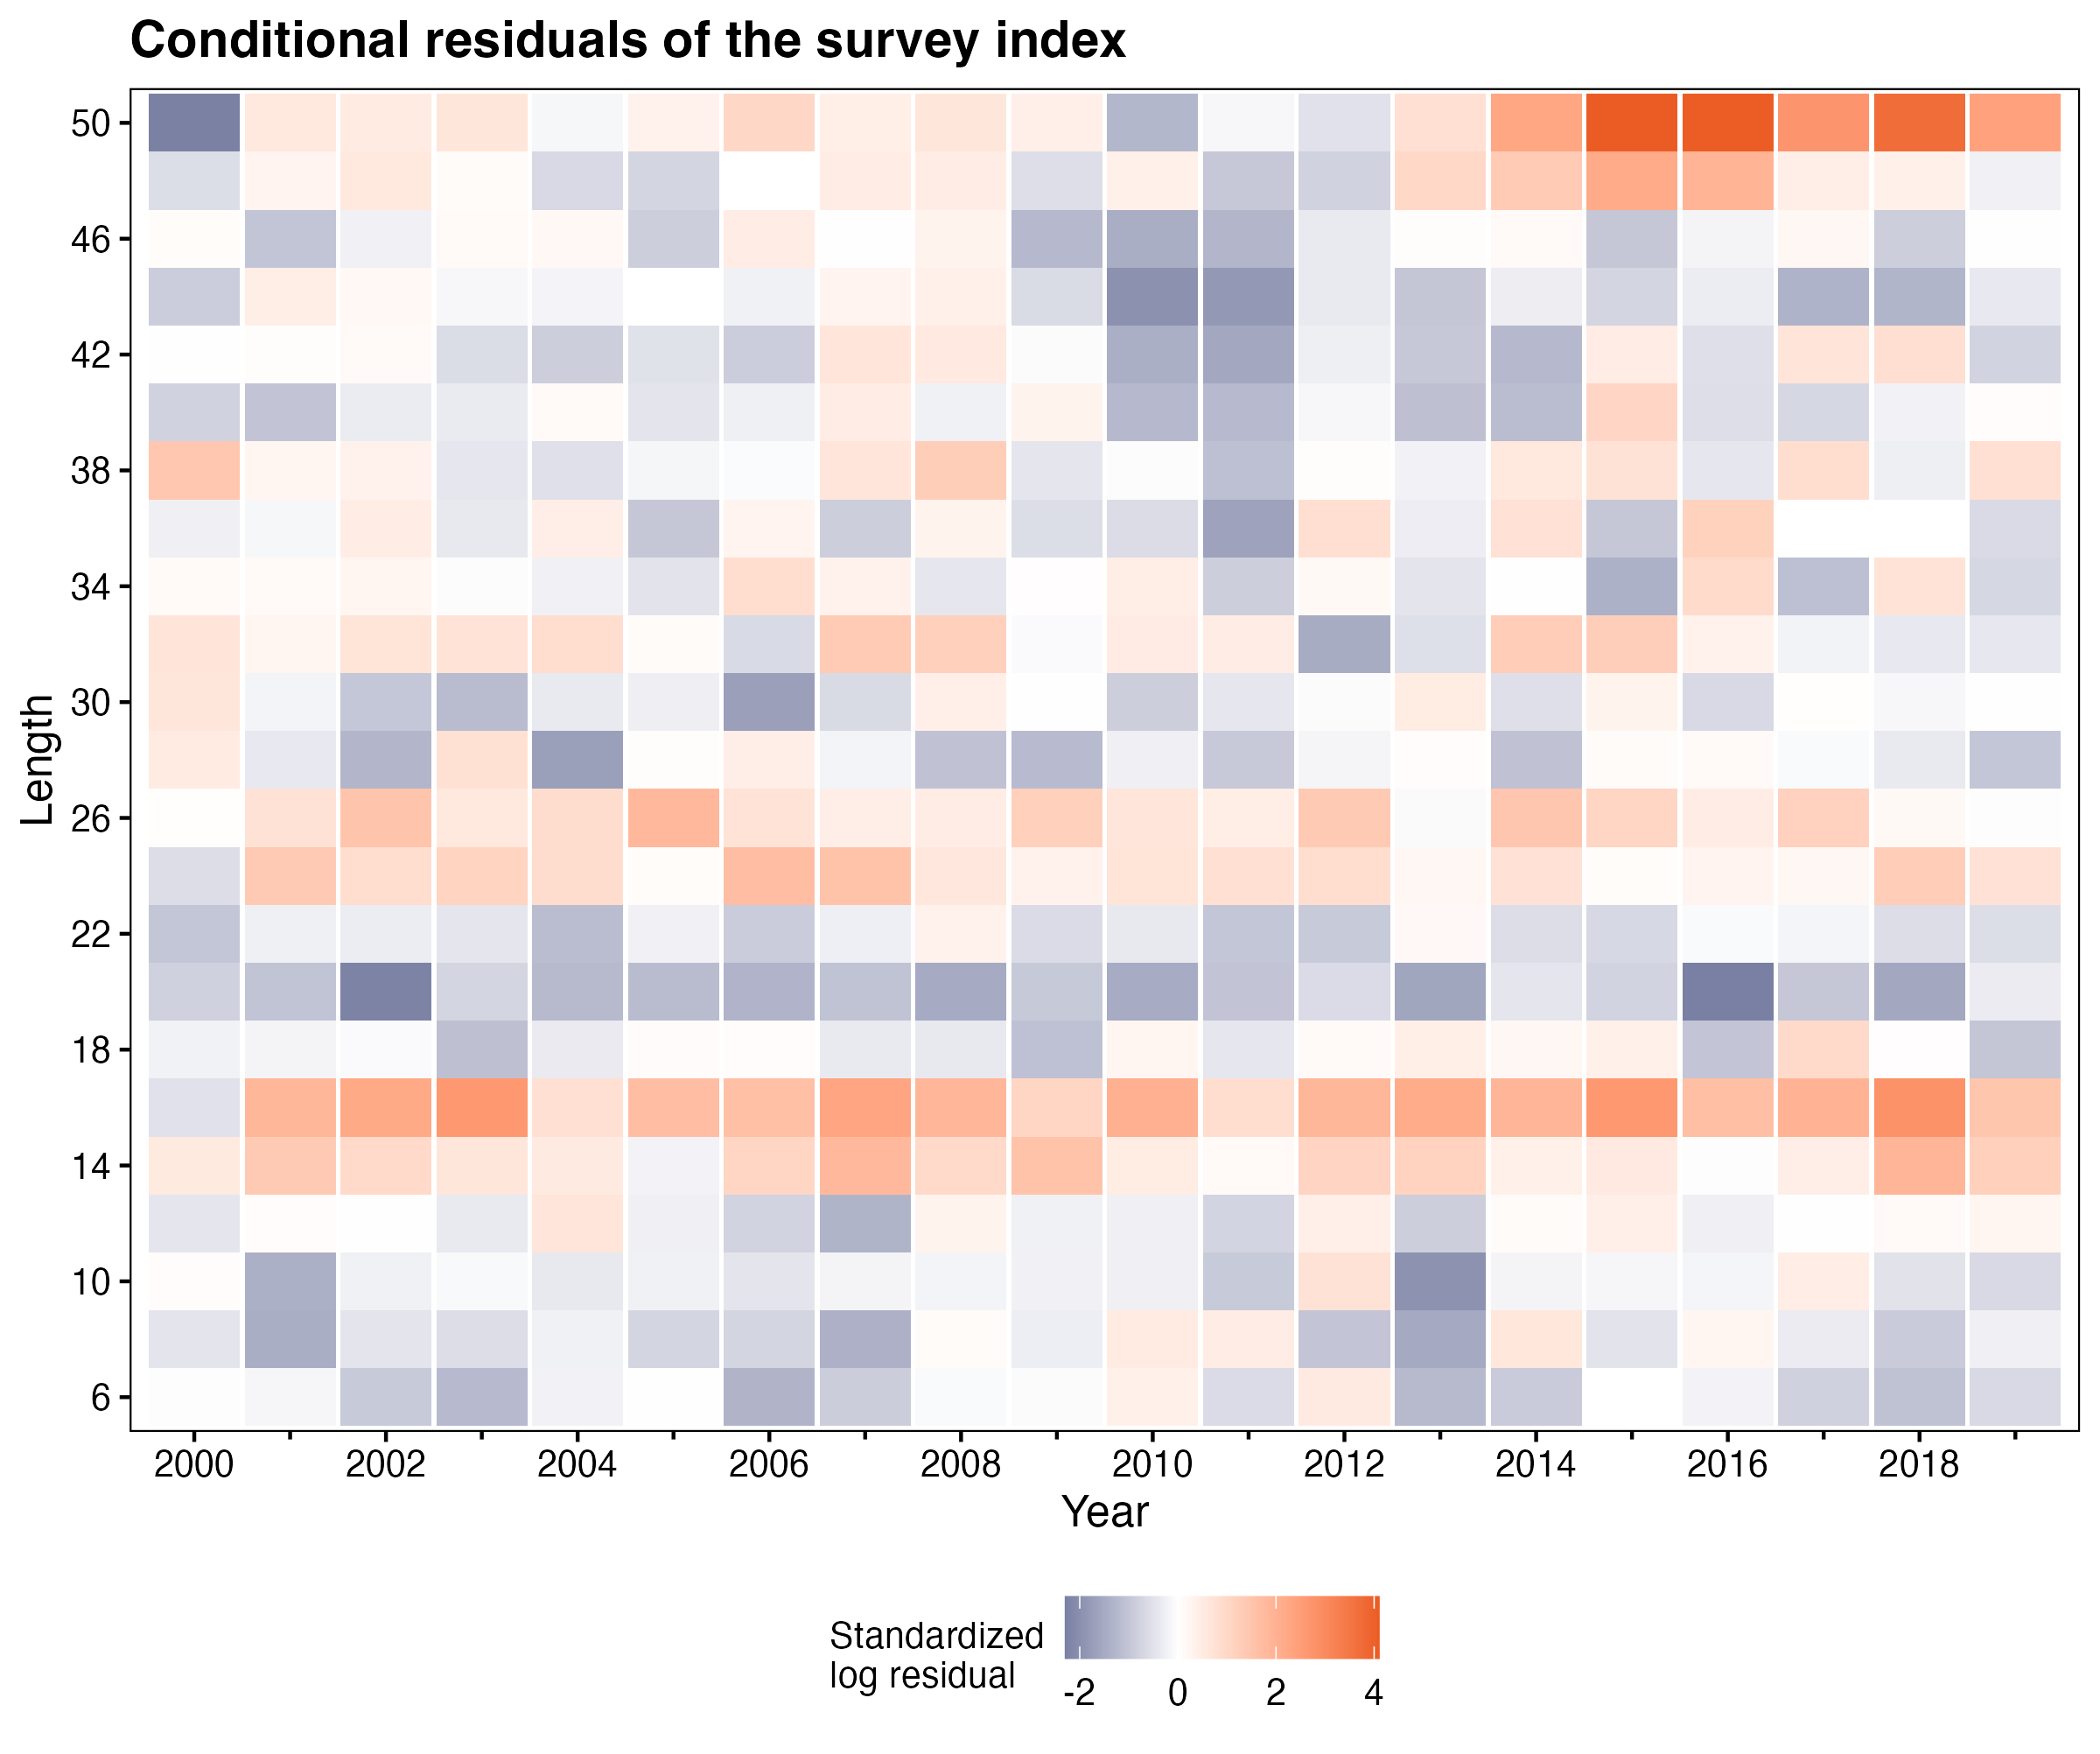 Conditional residuals of the survey index
Length
50
46
42
38
34
30
26
22
18
14
10
6
2000 2002 2004 2006 2008 2010 2012 2014 2016 2018
Year
Standardized
log residual
-2 0 2 4